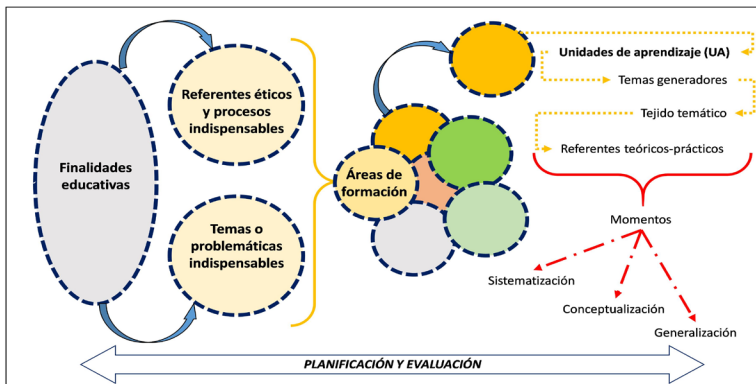 Finalidades
educativas
Referentes éticos
y procesos
indispensables
Temas o
problemáticas
indispensables
Áreas de
formación
Unidades de aprendizaje (UA)
Temas generadores
Tejido temático
Referentes teóricos-prácticos
Momentos
Sistematización
Conceptualización
Generalización
PLANIFICACIÓN Y EVALUACIÓN